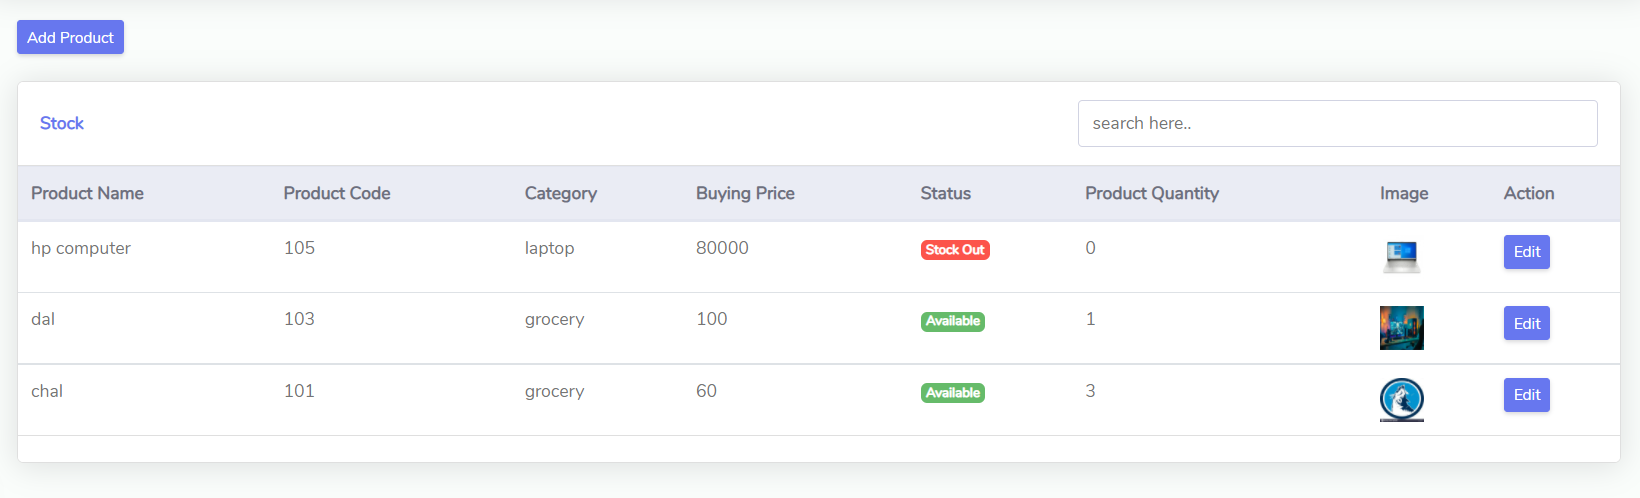 Add Product
Stock
search here..
Product Name Product Code Category Buying Price Status Product Quantity Image Action
hp computer 105 laptop 80000 Stock Out 0 Edit
dal 103 grocery 100 Available 1 Edit
chal 101 grocery 60 Available 3 Edit